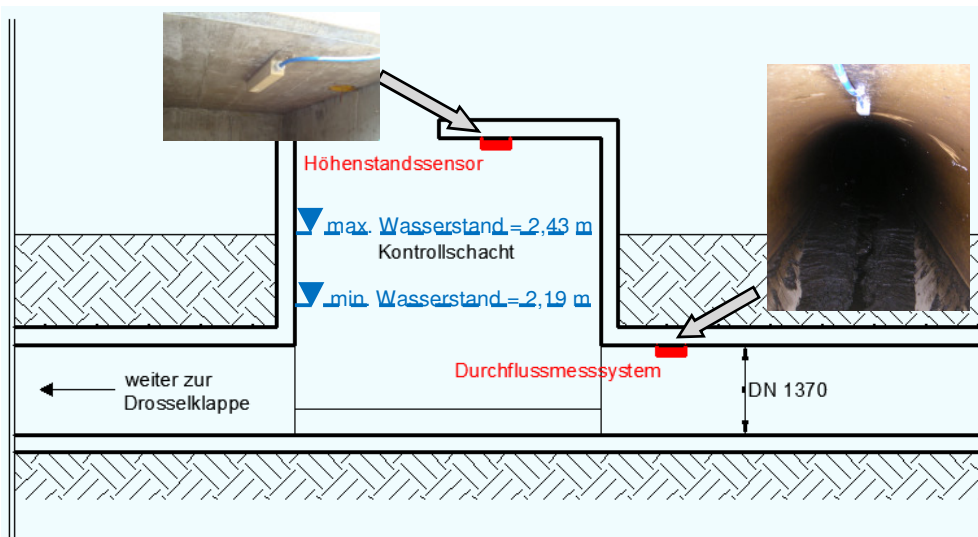 Höhenstandssensor
max. Wasserstand = 2,43 m
Kontrollschacht
min. Wasserstand = 2,19 m
Durchflussmesssystem
weiter zur
Drosselklappe
DN 1370